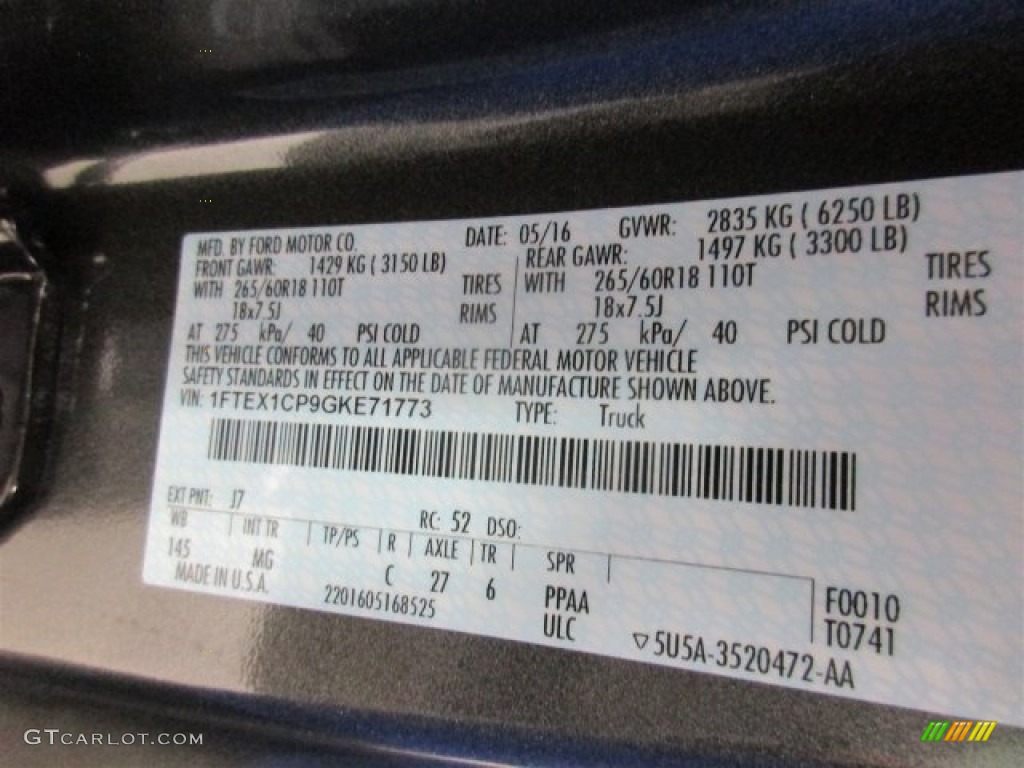 MFD. BY FORD MOTOR CO. DATE: 05/16 GVWR: 2835 KG ( 6250 LB)
FRONT GAWR: 1429 KG ( 3150 LB) REAR GAWR: 1497 KG ( 3300 LB)
WITH 265/60R18 110T TIRES WITH 265/60R18 110T TIRES
18x7.5J RIMS 18x7.5J RIMS
AT 275 kPa/ 40 PSI COLD AT 275 kPa/ 40 PSI COLD
THIS VEHICLE CONFORMS TO ALL APPLICABLE FEDERAL MOTOR VEHICLE
SAFETY STANDARDS IN EFFECT ON THE DATE OF MANUFACTURE SHOWN ABOVE.
VIN: 1FTEX1CP9GKE71773 TYPE: Truck
EXT PNT: J7 RC: 52 DSO:
WB INT TR TP/PS R AXLE TR SPR
145 MG C 27 6 PPAA F0010
MADE IN U.S.A. 2201605168525 ULC T0741
▽5U5A-3520472-AA
GTCARLOT.COM